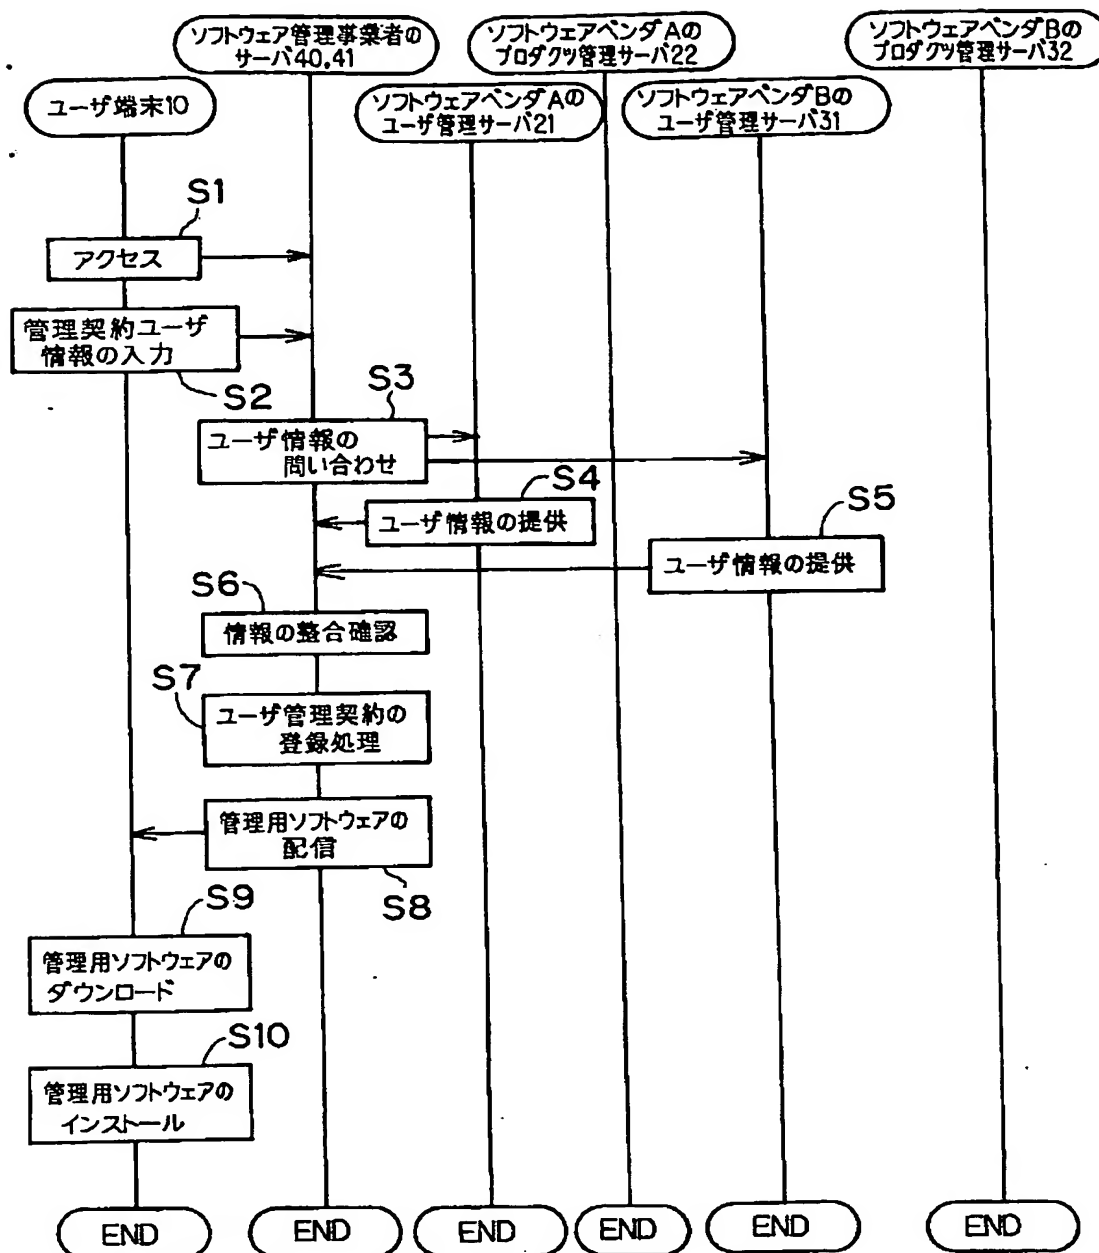 ソフトウェア管理事業者の
サーバ40,41
ソフトウェアベンダAの
プロダクツ管理サーバ22
ソフトウェアベンダBの
プロダクツ管理サーバ32
ユーザ端末10
ソフトウェアベンダAの
ユーザ管理サーバ21
ソフトウェアベンダBの
ユーザ管理サーバ31
S1
アクセス
管理契約ユーザ
情報の入力
S2
S3
ユーザ情報の
問い合わせ
S4
ユーザ情報の提供
S5
ユーザ情報の提供
S6
情報の整合確認
S7
ユーザ管理契約の
登録処理
管理用ソフトウェアの
配信
S8
S9
管理用ソフトウェアの
ダウンロード
S10
管理用ソフトウェアの
インストール
END
END
END
END
END
END